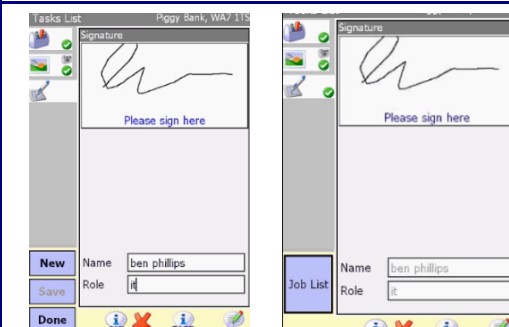 Tasks List Piggy Bank, WA7 1TS
Signature
Please sign here
New
Save
Done
Name ben phillips
Role it
Signature
Please sign here
Job List
Name ben phillips
Role it